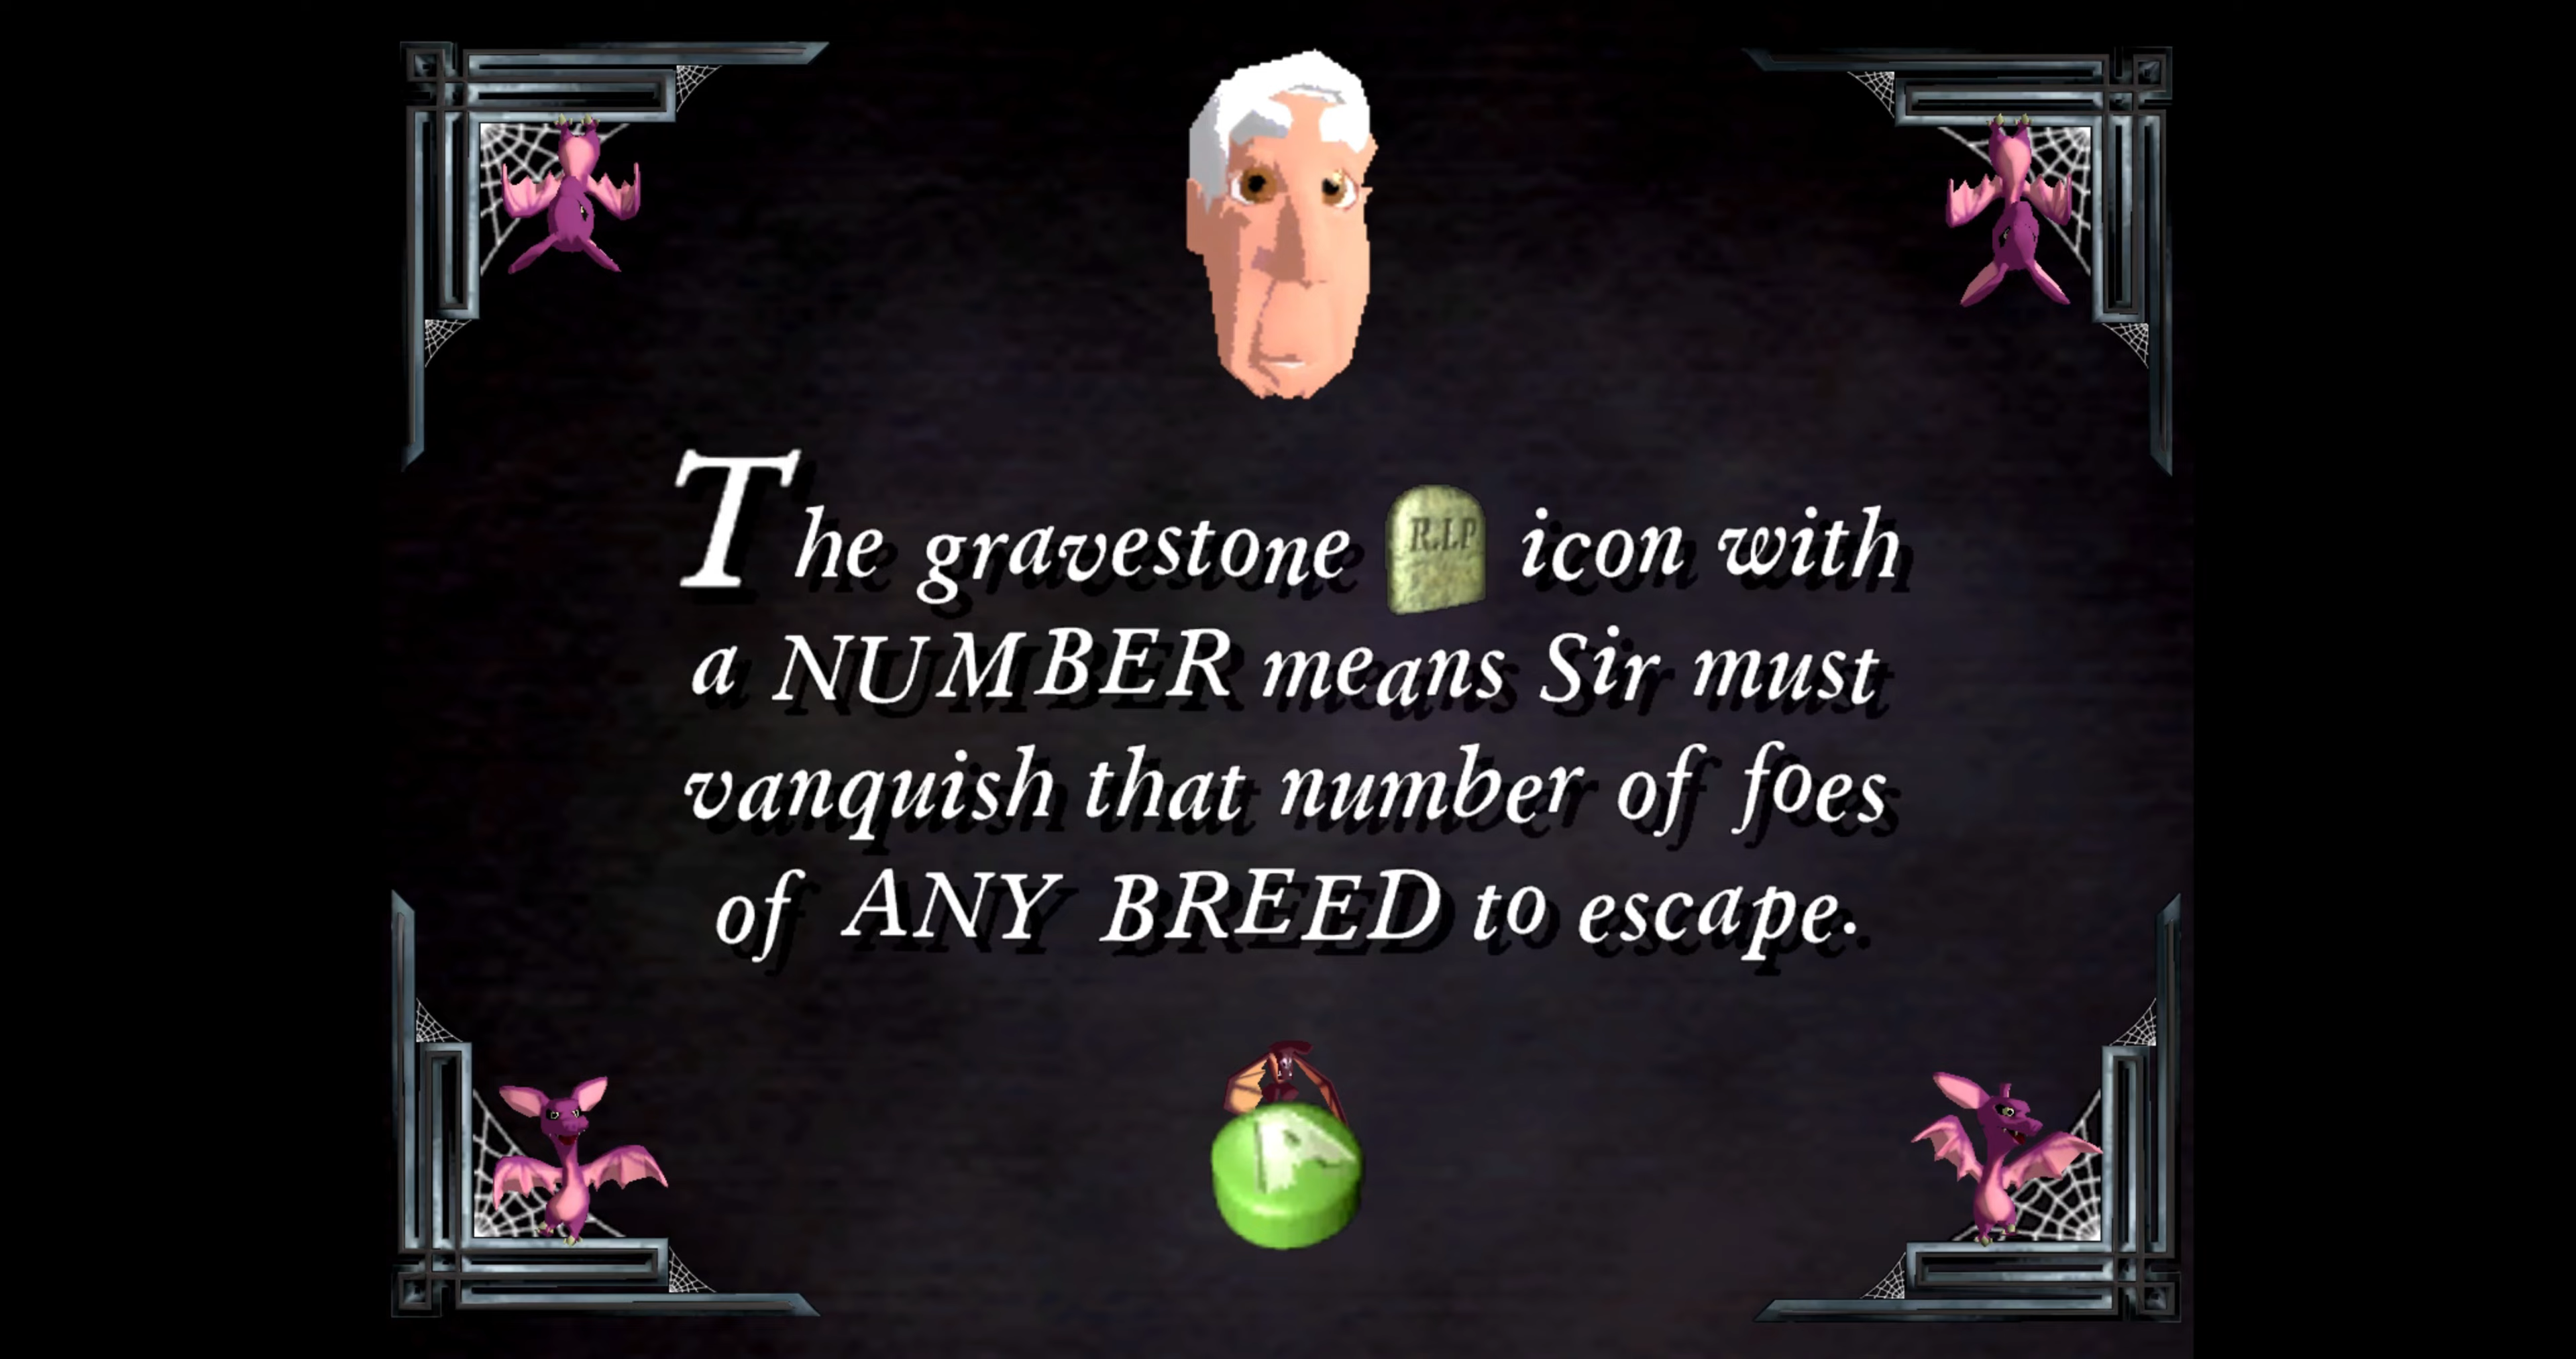 The gravestone R.I.P icon with
a NUMBER means Sir must
vanquish that number of foes
of ANY BREED to escape.
A